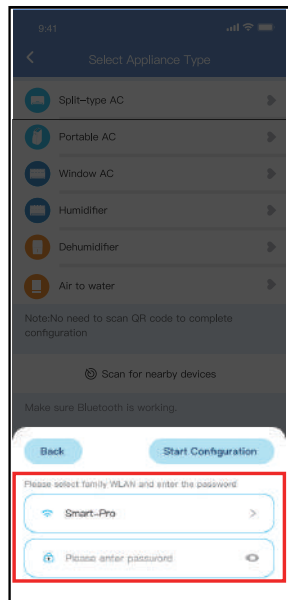 9:41
Select Appliance Type
Split-type AC
Portable AC
Window AC
Humidifier
Dehumidifier
Air to water
Note:No need to scan QR code to complete
configuration
Scan for nearby devices
Make sure Bluetooth is working.
Back
Start Configuration
Please select family WLAN and enter the password
Smart-Pro
Please enter password